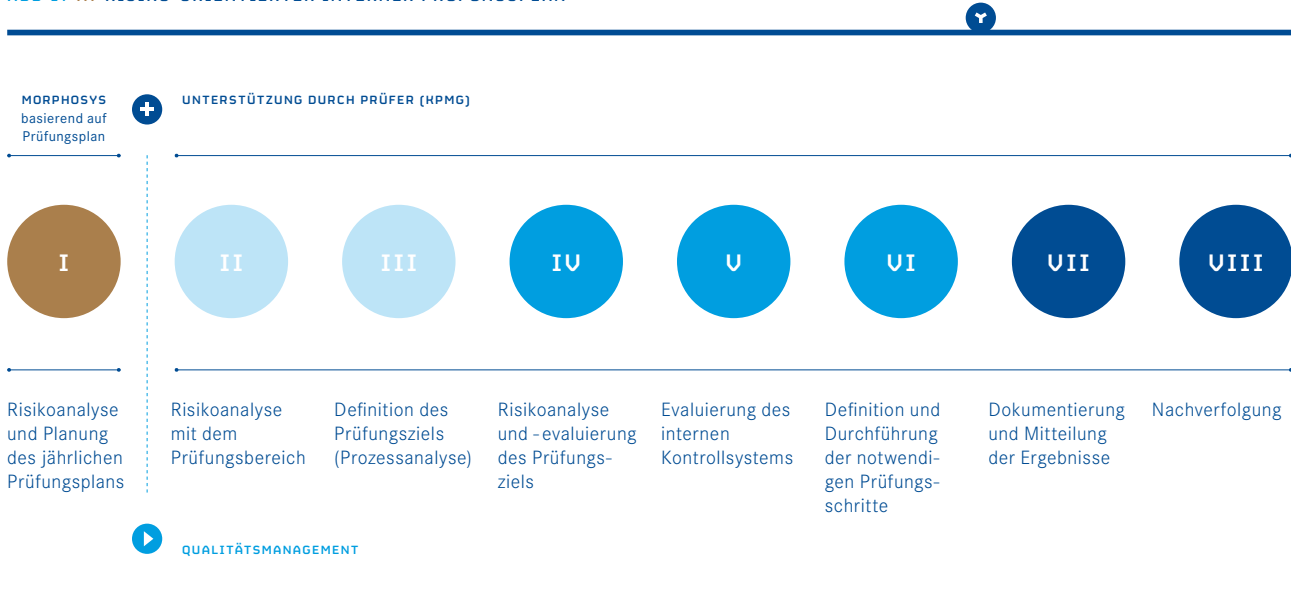 MORPHOSYS
basierend auf
Prüfungsplan
UNTERSTÜTZUNG DURCH PRÜFER (KPMG)
I
II
III
IV
V
VI
VII
VIII
Risikoanalyse
und Planung
des jährlichen
Prüfungsplans
Risikoanalyse
mit dem
Prüfungsbereich
Definition des
Prüfungsziels
(Prozessanalyse)
Risikoanalyse
und -evaluierung
des Prüfungs-
ziels
Evaluierung des
internen
Kontrollsystems
Definition und
Durchführung
der notwendi-
gen Prüfungs-
schritte
Dokumentierung
und Mitteilung
der Ergebnisse
Nachverfolgung
QUALITÄTSMANAGEMENT